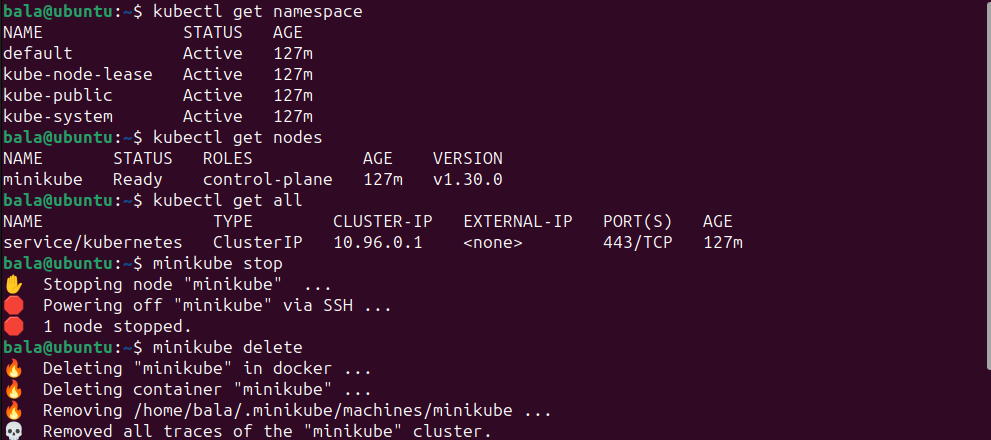 bala@ubuntu:~$ kubectl get namespace
NAME              STATUS   AGE
default           Active   127m
kube-node-lease   Active   127m
kube-public       Active   127m
kube-system       Active   127m
bala@ubuntu:~$ kubectl get nodes
NAME       STATUS   ROLES           AGE    VERSION
minikube   Ready    control-plane   127m   v1.30.0
bala@ubuntu:~$ kubectl get all
NAME                 TYPE        CLUSTER-IP   EXTERNAL-IP   PORT(S)   AGE
service/kubernetes   ClusterIP   10.96.0.1    <none>        443/TCP   127m
bala@ubuntu:~$ minikube stop
✋  Stopping node "minikube"  ...
🛑  Powering off "minikube" via SSH ...
🛑  1 node stopped.
bala@ubuntu:~$ minikube delete
🔥  Deleting "minikube" in docker ...
🔥  Deleting container "minikube" ...
🔥  Removing /home/bala/.minikube/machines/minikube ...
💀  Removed all traces of the "minikube" cluster.